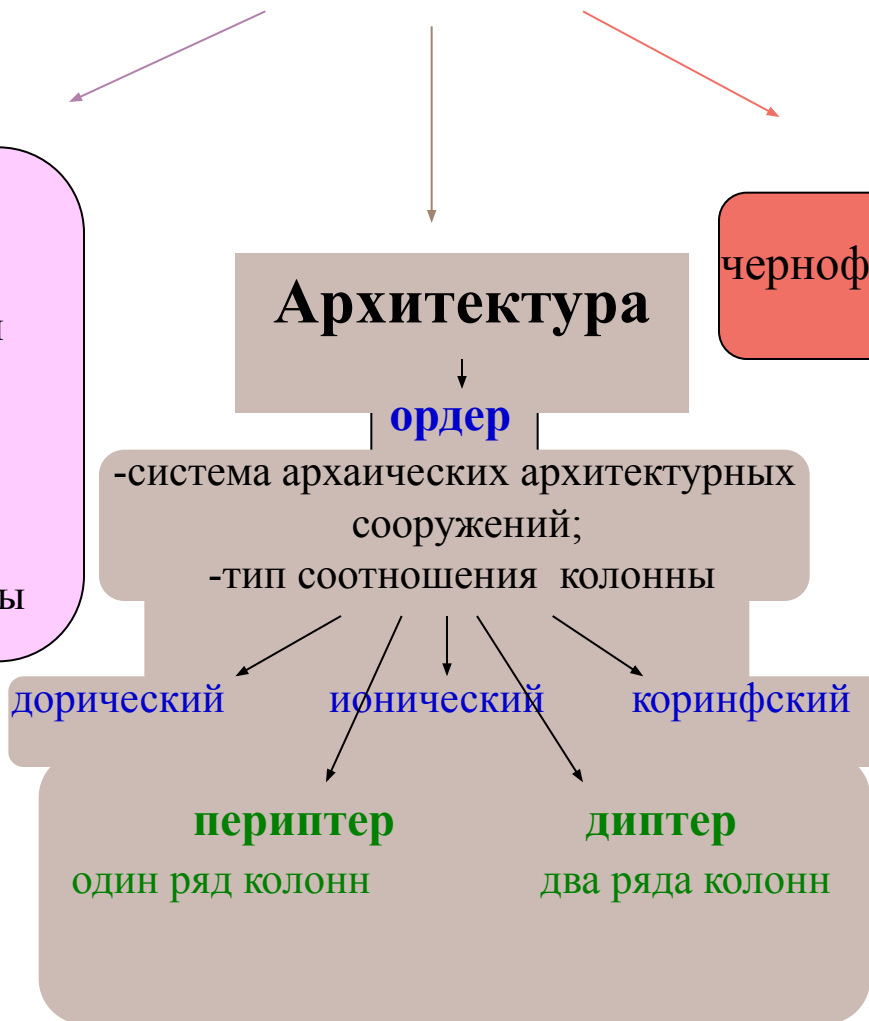 черноф
Архитектура
ордер
-система архаических архитектурных
сооружений;
-тип соотношения колонны
ы
дорический ионический коринфский
периптер диптер
один ряд колонн два ряда колонн